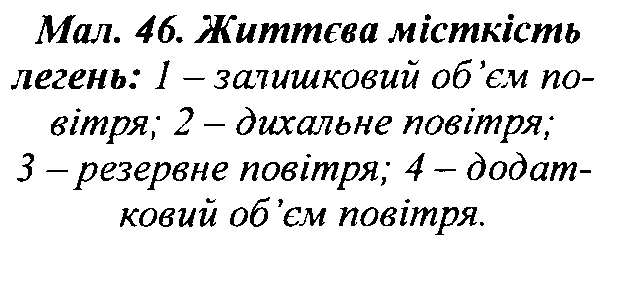 Мал. 46. Життєва місткість
легень: 1 – залишковий об’єм по-
вітря; 2 – дихальне повітря;
3 – резервне повітря; 4 – додат-
ковий об’єм повітря.